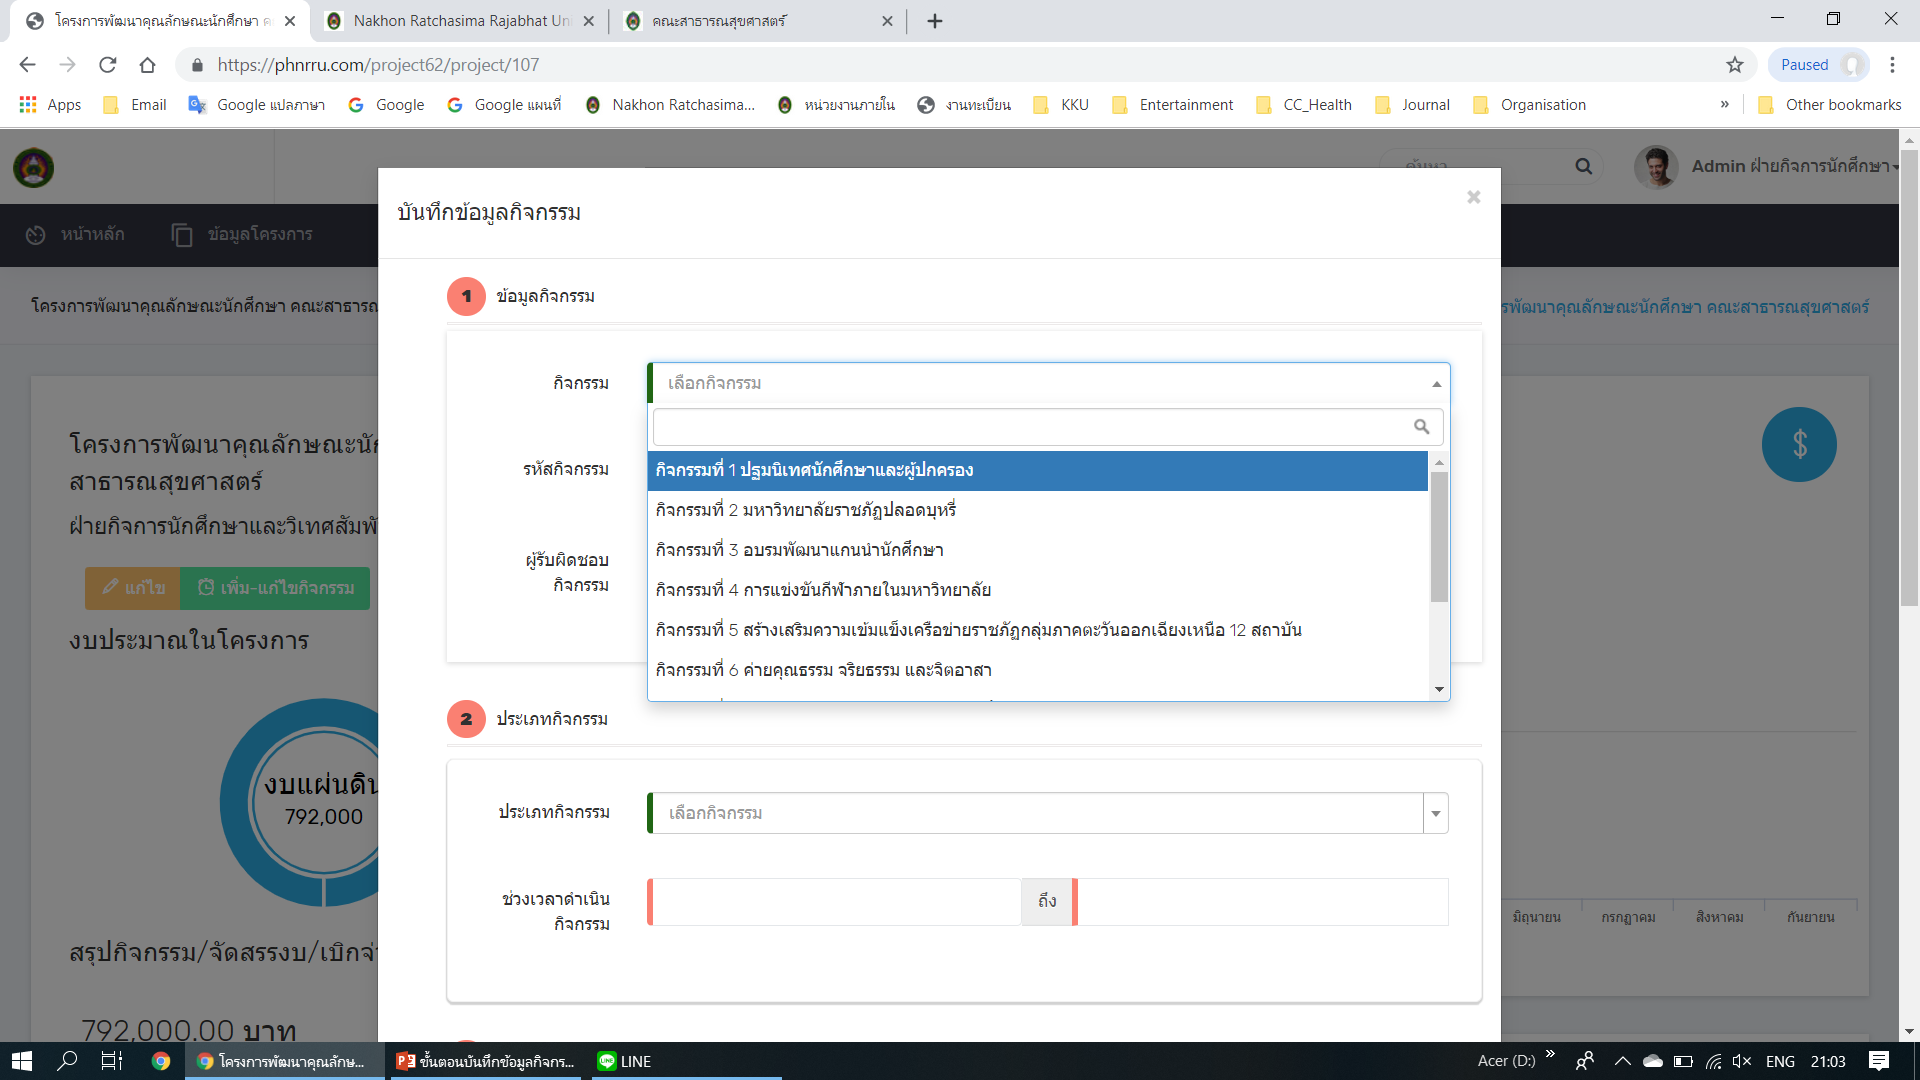 โครงการพัฒนาคุณลักษณะนักศึกษา ค
Nakhon Ratchasima Rajabhat Un
คณะสาธารณสุขศาสตร์
https://phnrru.com/project62/project/107
Paused
Apps
Email
Google แปลภาษา
Google
Google แผนที่
Nakhon Ratchasima...
หน่วยงานภายใน
งานทะเบียน
KKU
Entertainment
CC_Health
Journal
Organisation
»
Other bookmarks
ค้นหา
Admin ฝ่ายกิจการนักศึกษา
หน้าหลัก
ข้อมูลโครงการ
โครงการพัฒนาคุณลักษณะนักศึกษา คณะสาธารณ
รพัฒนาคุณลักษณะนักศึกษา คณะสาธารณสุขศาสตร์
บันทึกข้อมูลกิจกรรม
1 ข้อมูลกิจกรรม
กิจกรรม
เลือกกิจกรรม
กิจกรรมที่ 1 ปฐมนิเทศนักศึกษาและผู้ปกครอง
กิจกรรมที่ 2 มหาวิทยาลัยราชภัฏปลอดบุหรี่
กิจกรรมที่ 3 อบรมพัฒนาแกนนำนักศึกษา
กิจกรรมที่ 4 การแข่งขันกีฬาภายในมหาวิทยาลัย
กิจกรรมที่ 5 สร้างเสริมความเข้มแข็งเครือข่ายราชภัฏกลุ่มภาคตะวันออกเฉียงเหนือ 12 สถาบัน
กิจกรรมที่ 6 ค่ายคุณธรรม จริยธรรม และจิตอาสา
รหัสกิจกรรม
ผู้รับผิดชอบ
กิจกรรม
2 ประเภทกิจกรรม
ประเภทกิจกรรม
เลือกกิจกรรม
ช่วงเวลาดำเนิน
กิจกรรม
ถึง
โครงการพัฒนาคุณลักษณะนัก
สาธารณสุขศาสตร์
ฝ่ายกิจการนักศึกษาและวิเทศสัมพั
แก้ไข
เพิ่ม-แก้ไขกิจกรรม
งบประมาณในโครงการ
งบแผ่นดิน
792,000
สรุปกิจกรรม/จัดสรรงบ/เบิกจ่า
792,000.00 บาท
$
มิถุนายน
กรกฎาคม
สิงหาคม
กันยายน
โครงการพัฒนาคุณลักษ...
ขั้นตอนบันทึกข้อมูลกิจกร...
LINE
Acer (D:)
»
ENG
21:03